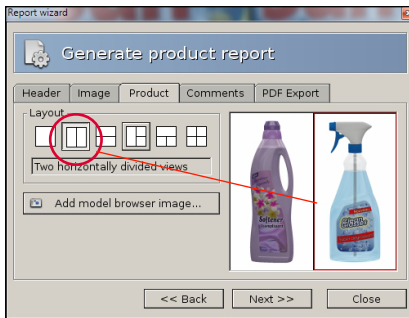 Report wizard
Generate product report
Header Image Product Comments PDF Export
Layout
Two horizontally divided views
Add model browser image...
Softener
<< Back Next >> Close